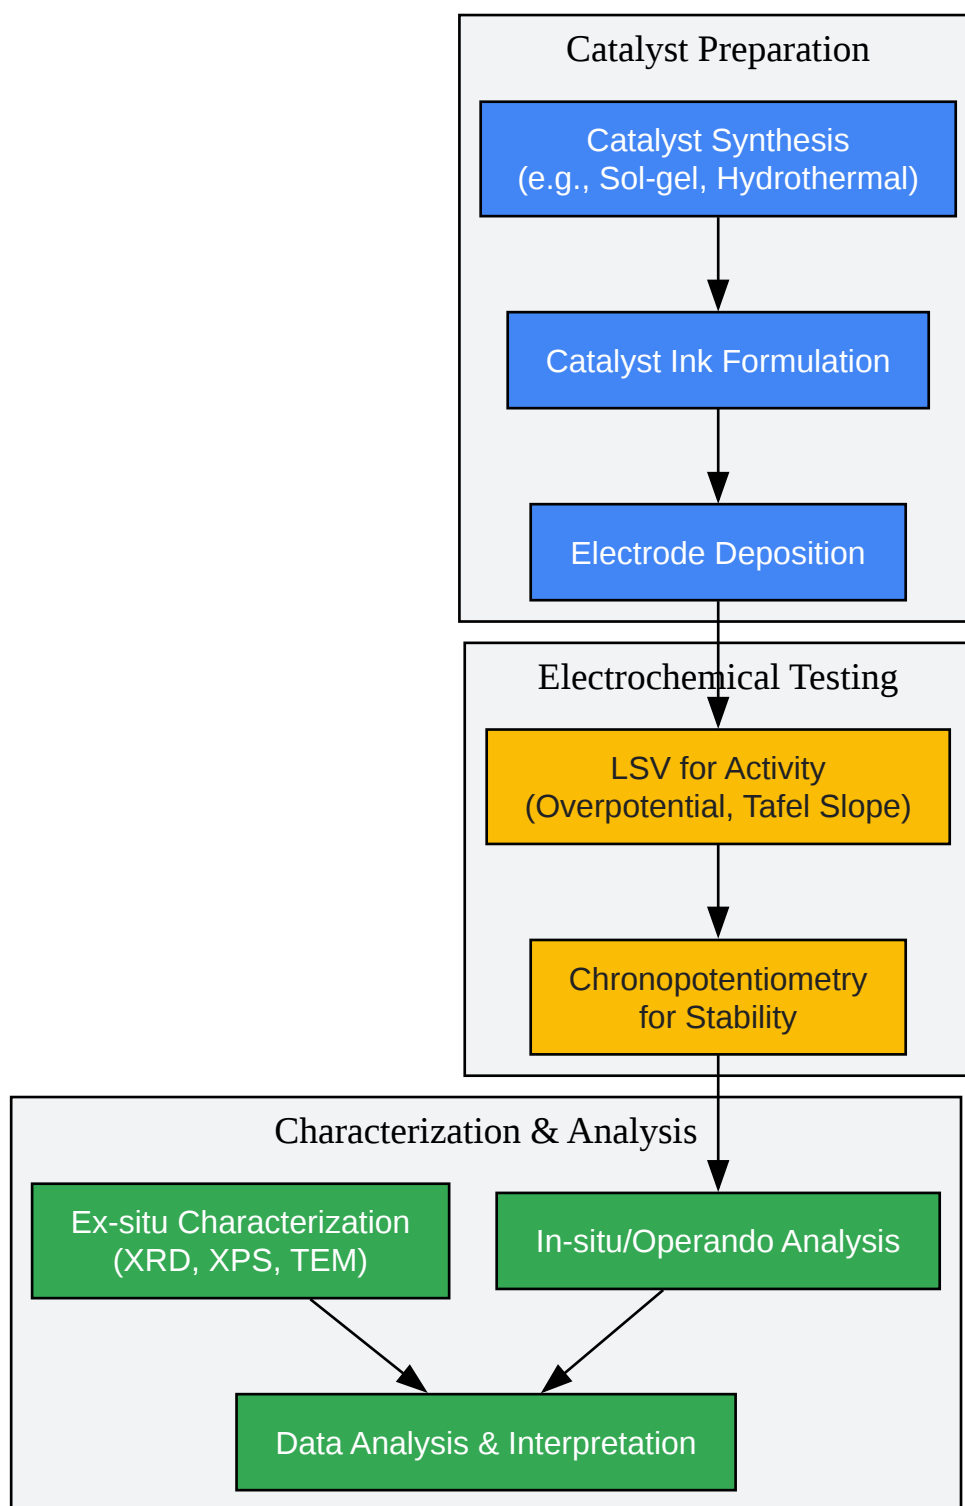 Catalyst Preparation
Catalyst Synthesis
(e.g., Sol-gel, Hydrothermal)
Catalyst Ink Formulation
Electrode Deposition
Electrochemical Testing
LSV for Activity
(Overpotential, Tafel Slope)
Chronopotentiometry
for Stability
Characterization & Analysis
Ex-situ Characterization
(XRD, XPS, TEM)
In-situ/Operando Analysis
Data Analysis & Interpretation